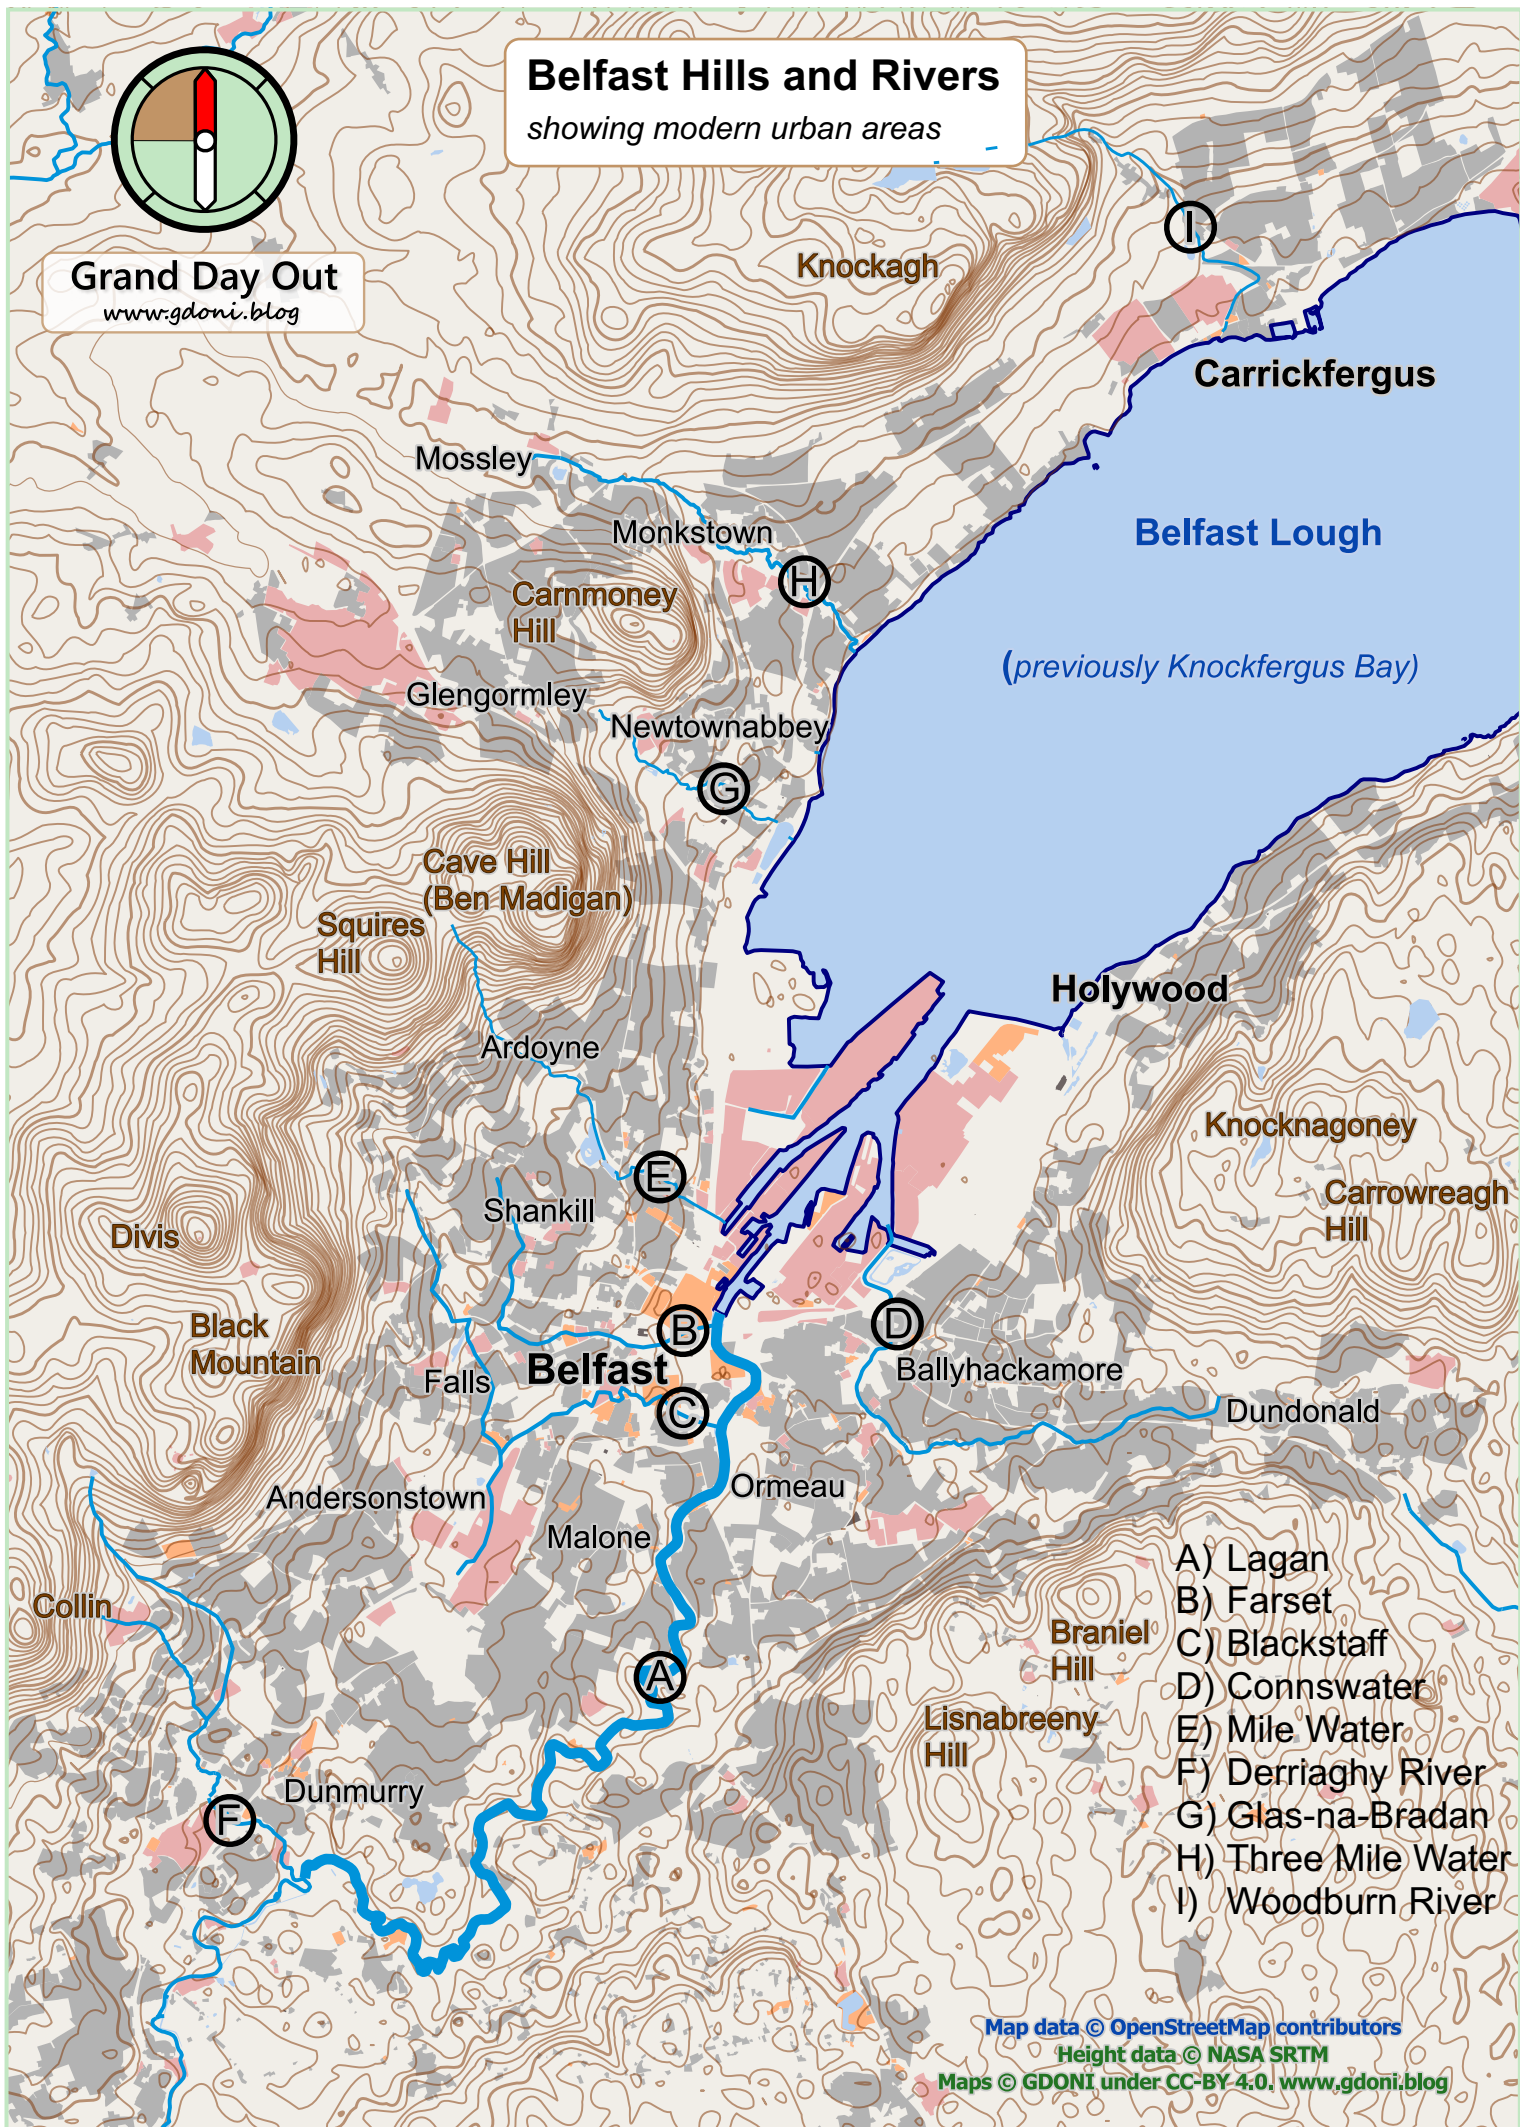 Belfast Hills and Rivers
showing modern urban areas
Grand Day Out
www.gdoni.blog
I
Knockagh
Carrickfergus
Mossley
Monkstown
Belfast Lough
H
Carnmoney
Hill
(previously Knockfergus Bay)
Glengormley
Newtownabbey
G
Cave Hill
(Ben Madigan)
Squires
Hill
Holywood
Ardoyne
Knocknagoney
E
Shankill
Carrowreagh
Hill
Divis
B
D
Black
Mountain
Belfast
Falls
Ballyhackamore
C
Dundonald
Ormeau
Andersonstown
Malone
Collin
A
Braniel
Hill
Lisnabreeny
Hill
Dunmurry
F
A) Lagan
B) Farset
C) Blackstaff
D) Connswater
E) Mile Water
F) Derriaghy River
G) Glas-na-Bradan
H) Three Mile Water
I) Woodburn River
Map data © OpenStreetMap contributors
Height data © NASA SRTM
Maps © GDONI under CC-BY 4.0. www.gdoni.blog